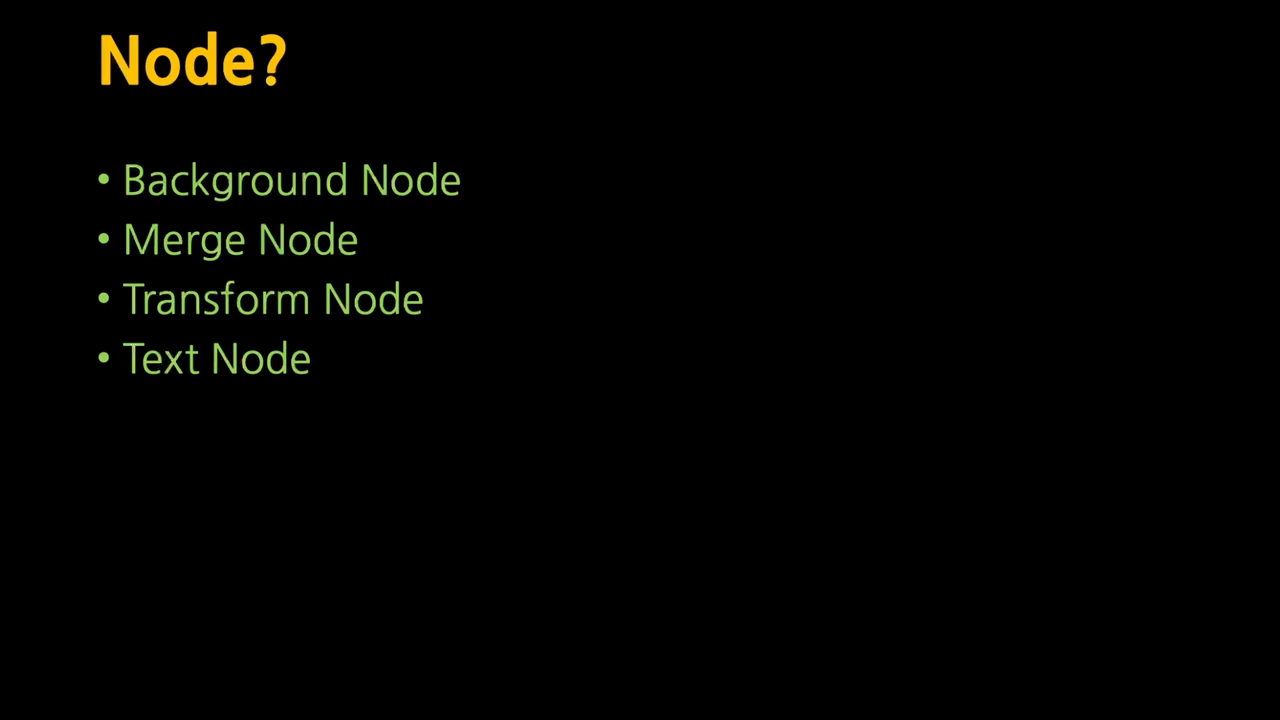 Node?
• Background Node
• Merge Node
• Transform Node
• Text Node